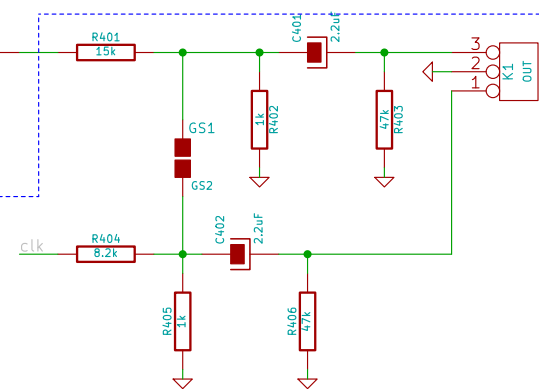 R401
15k
C401
2.2uF
3
2
1
K1
OUT
1k
R402
47k
R403
GS1
GS2
clk
R404
8.2k
C402
2.2uF
R405
1k
R406
47k